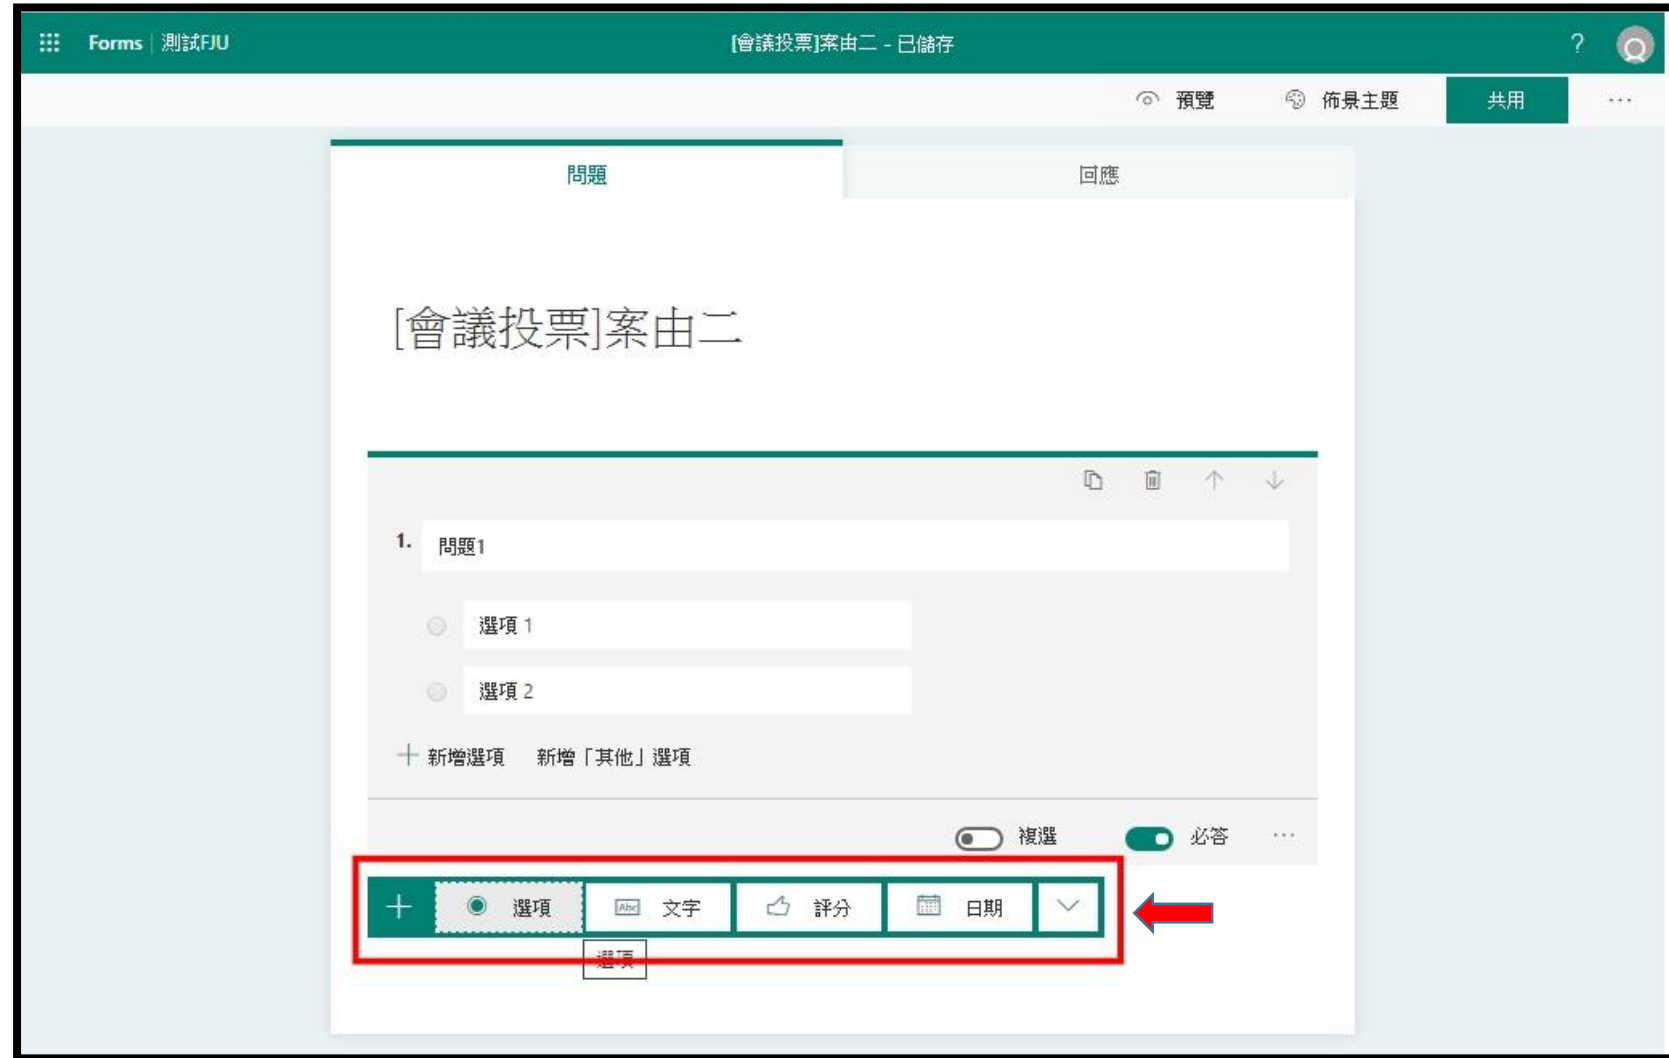 Forms | 測試FJU
[會議投票]案由二 - 已儲存
?
預覽
佈景主題
共用
...
問題
回應
[會議投票]案由二
1.
問題1
選項 1
選項 2
新增選項
新增「其他」選項
複選
必答
...
選項
Abc 文字
評分
日期
選項